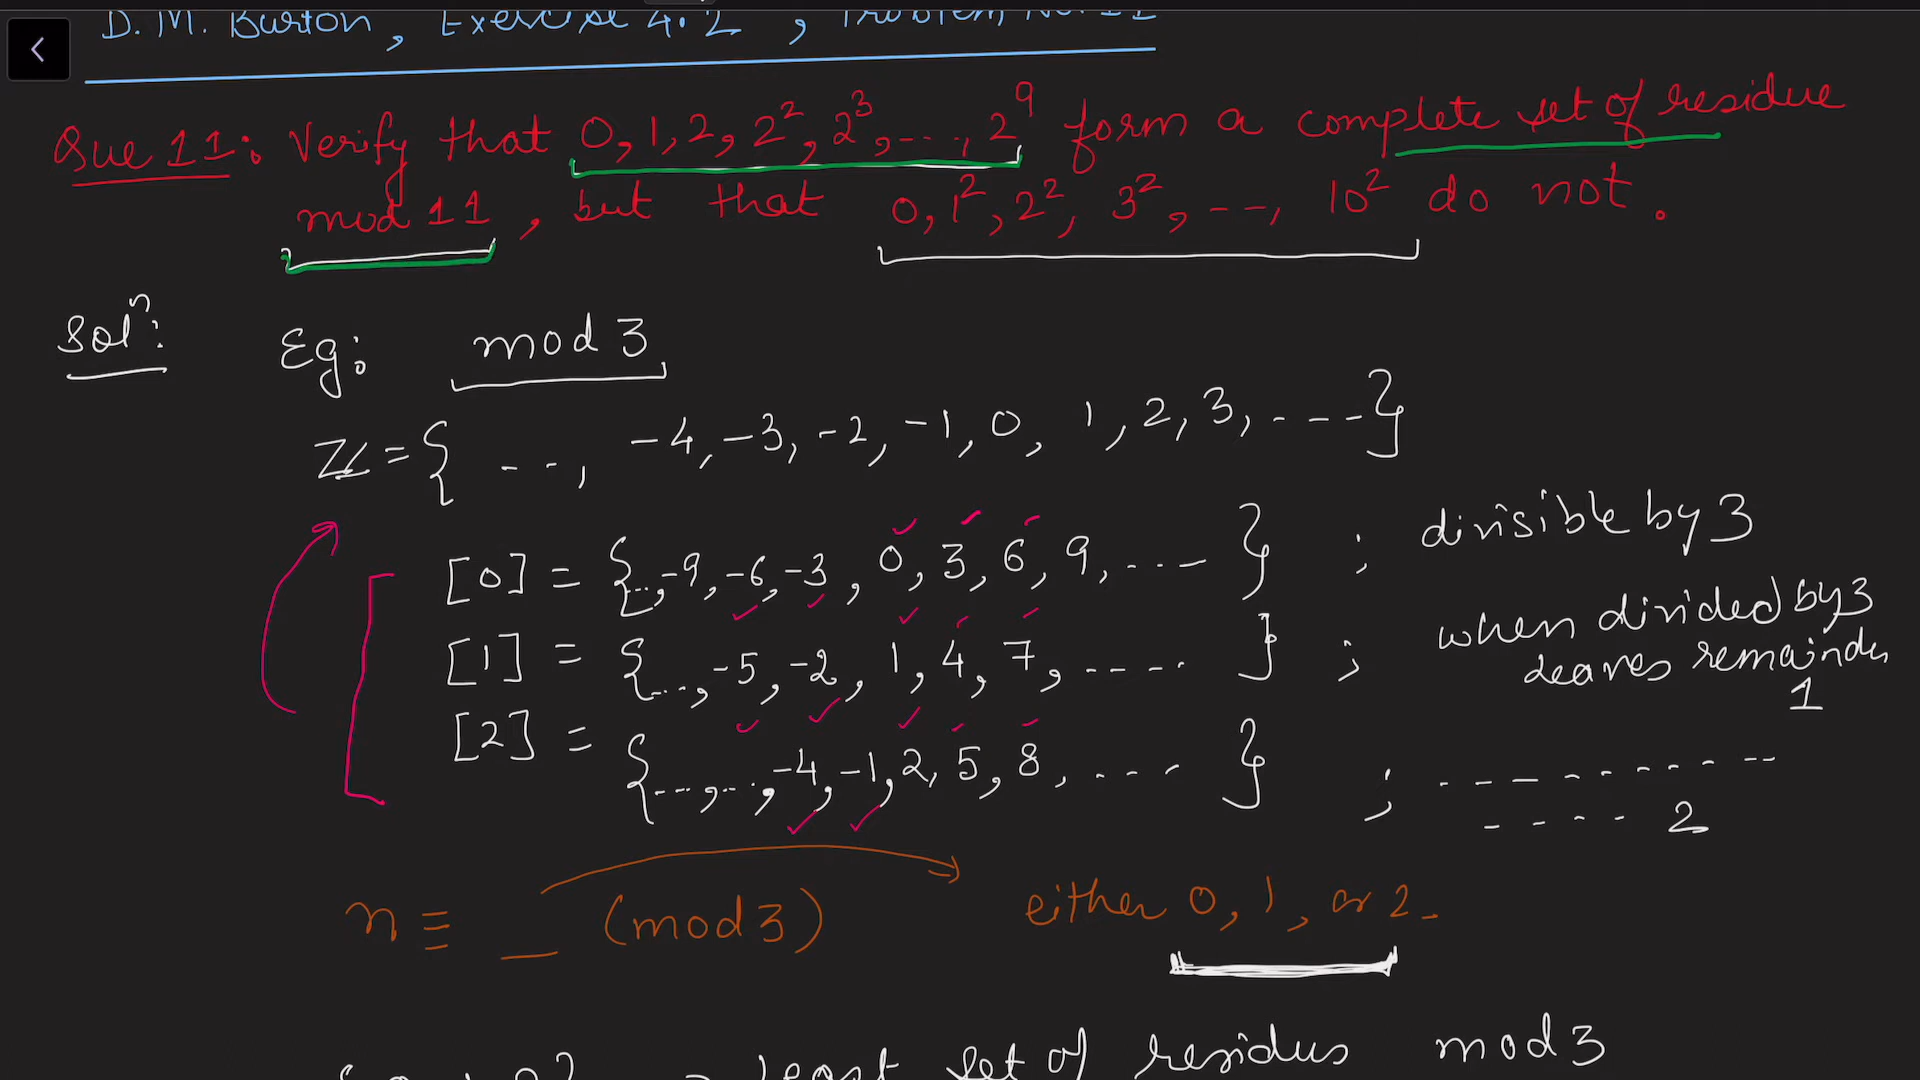 D. M. Burton, Exercise 4.2, Problem No. 11
Que 11: Verify that 0, 1, 2, 2², 2³, ..., 2⁹ form a complete set of residue
mod 11, but that 0, 1², 2², 3², --, 10² do not.
Solⁿ: Eg: mod 3
ℤ = { ..., -4, -3, -2, -1, 0, 1, 2, 3, ---}
[0] = {..., -9, -6, -3, 0, 3, 6, 9, ....} ; divisible by 3
[1] = {..., -5, -2, 1, 4, 7, .....] ; when divided by 3
leaves remainder
1
[2] = {..., ..., -4, -1, 2, 5, 8, ....} ; ----------
---- 2
n ≡ _ (mod 3) either 0, 1, or 2.
least set of residus mod 3